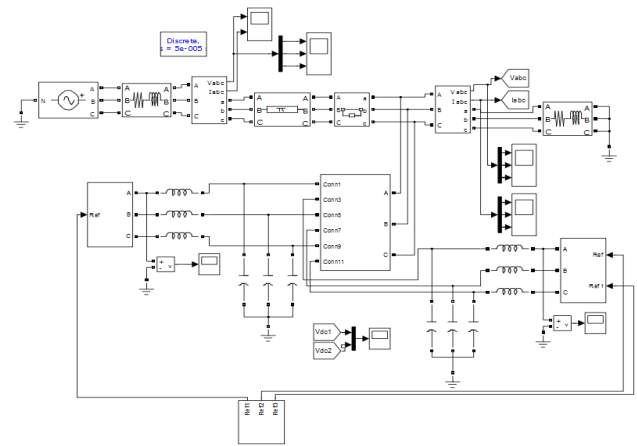 Discrete,
s = 5e-005
N
A
B
C
A
B
C
A
B
C
A
B
C
Vabc
Iabc
a
b
c
A
B
C
A
B
C
A
B
C
a
b
c
A
B
C
Vabc
Iabc
a
b
c
Vabc
Iabc
A
B
C
A
B
C
Ref
A
B
C
Conn1
Conn3
Conn5
Conn7
Conn9
Conn11
A
B
C
+
-
v
A
B
C
Ref
Ref1
+
-
v
Vdc1
Vdc2
Ref1
Ref2
Ref3